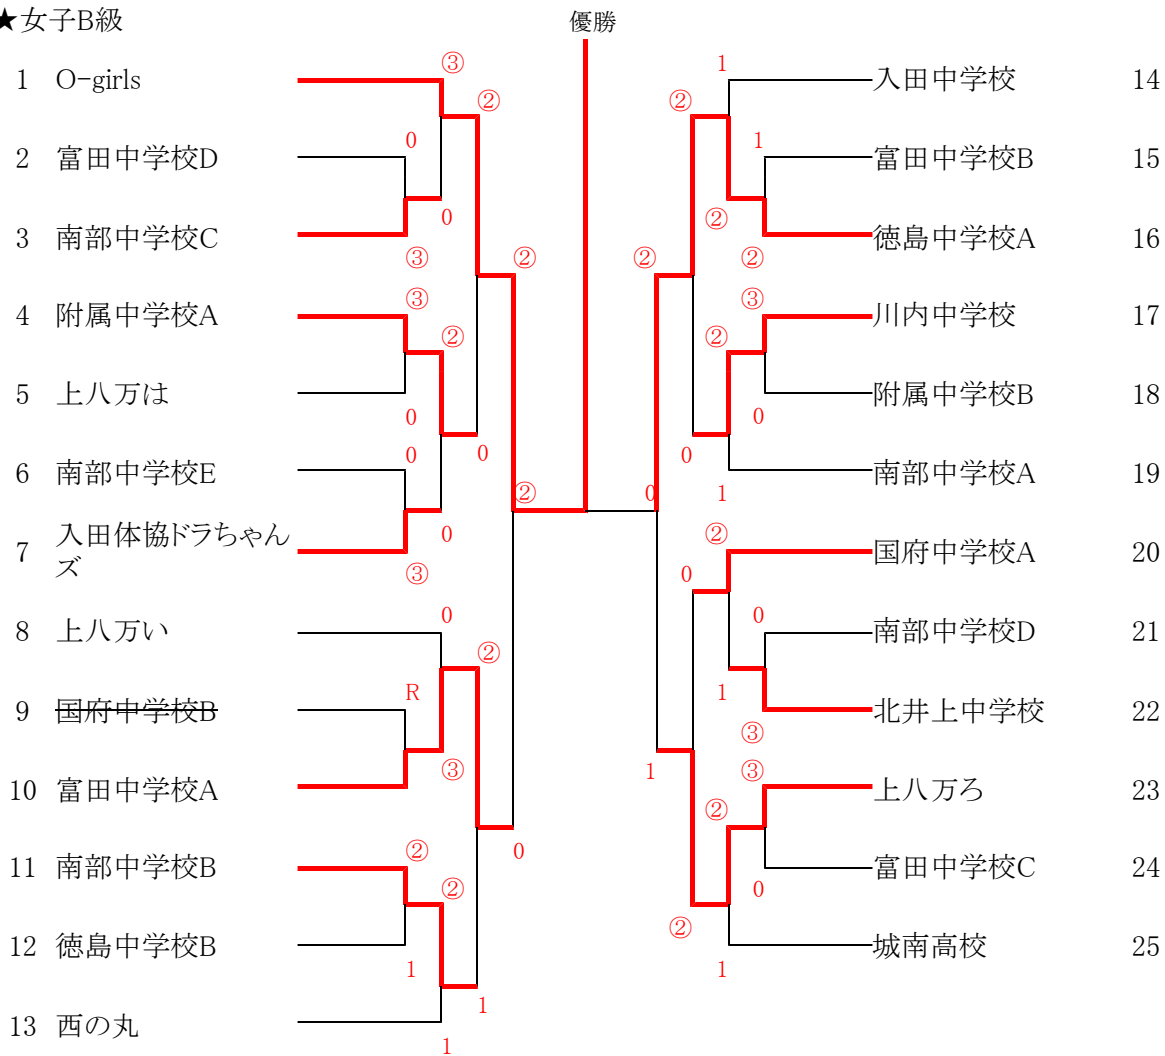 ★女子B級
優勝
1 O-girls
2 富田中学校D
3 南部中学校C
4 附属中学校A
5 上八万は
6 南部中学校E
7 入田体協ドラちゃん
ズ
8 上八万い
9 国府中学校B
10 富田中学校A
11 南部中学校B
12 徳島中学校B
13 西の丸
③
②
0
0
③
②
③
②
0
0
0
0
③
②
0
②
R
③
0
②
②
1
1
1
入田中学校 14
富田中学校B 15
徳島中学校A 16
川内中学校 17
附属中学校B 18
南部中学校A 19
国府中学校A 20
南部中学校D 21
北井上中学校 22
上八万ろ 23
富田中学校C 24
城南高校 25
1
②
1
②
②
②
③
②
0
0
0
1
②
0
0
1
③
1
③
②
0
②
1